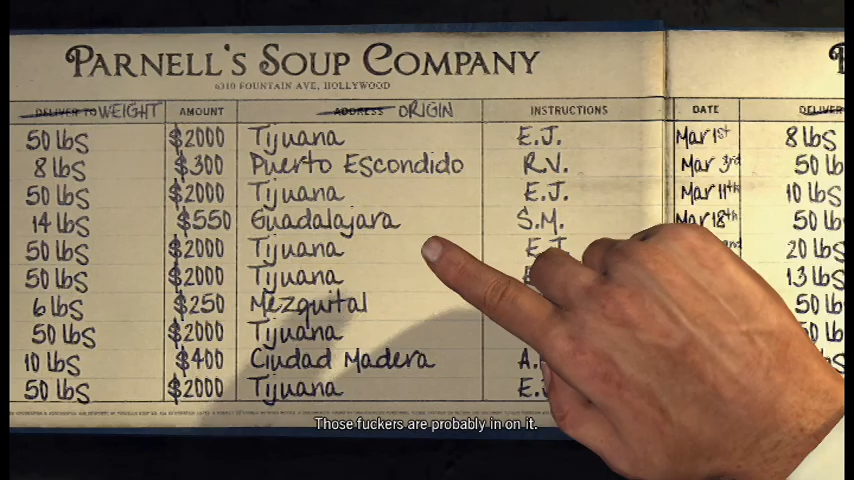 PARNELL'S SOUP COMPANY
6310 FOUNTAIN AVE, HOLLYWOOD
DELIVER TO WEIGHT AMOUNT ADDRESS ORIGIN INSTRUCTIONS DATE DELIVER
50 lbs $2000 Tijuana E.J. Mar 1st 8 lbs
8 lbs $300 Puerto Escondido R.V. Mar 3rd 50 lbs
50 lbs $2000 Tijuana E.J. Mar 11th 10 lbs
14 lbs $550 Guadalajara S.M. Mar 18th 50 lbs
50 lbs $2000 Tijuana E.J. 20 lbs
50 lbs $2000 Tijuana 13 lbs
6 lbs $250 Mezquital 50 lbs
50 lbs $2000 Tijuana
10 lbs $400 Ciudad Madera A.
50 lbs $2000 Tijuana E.
Those fuckers are probably in on it.